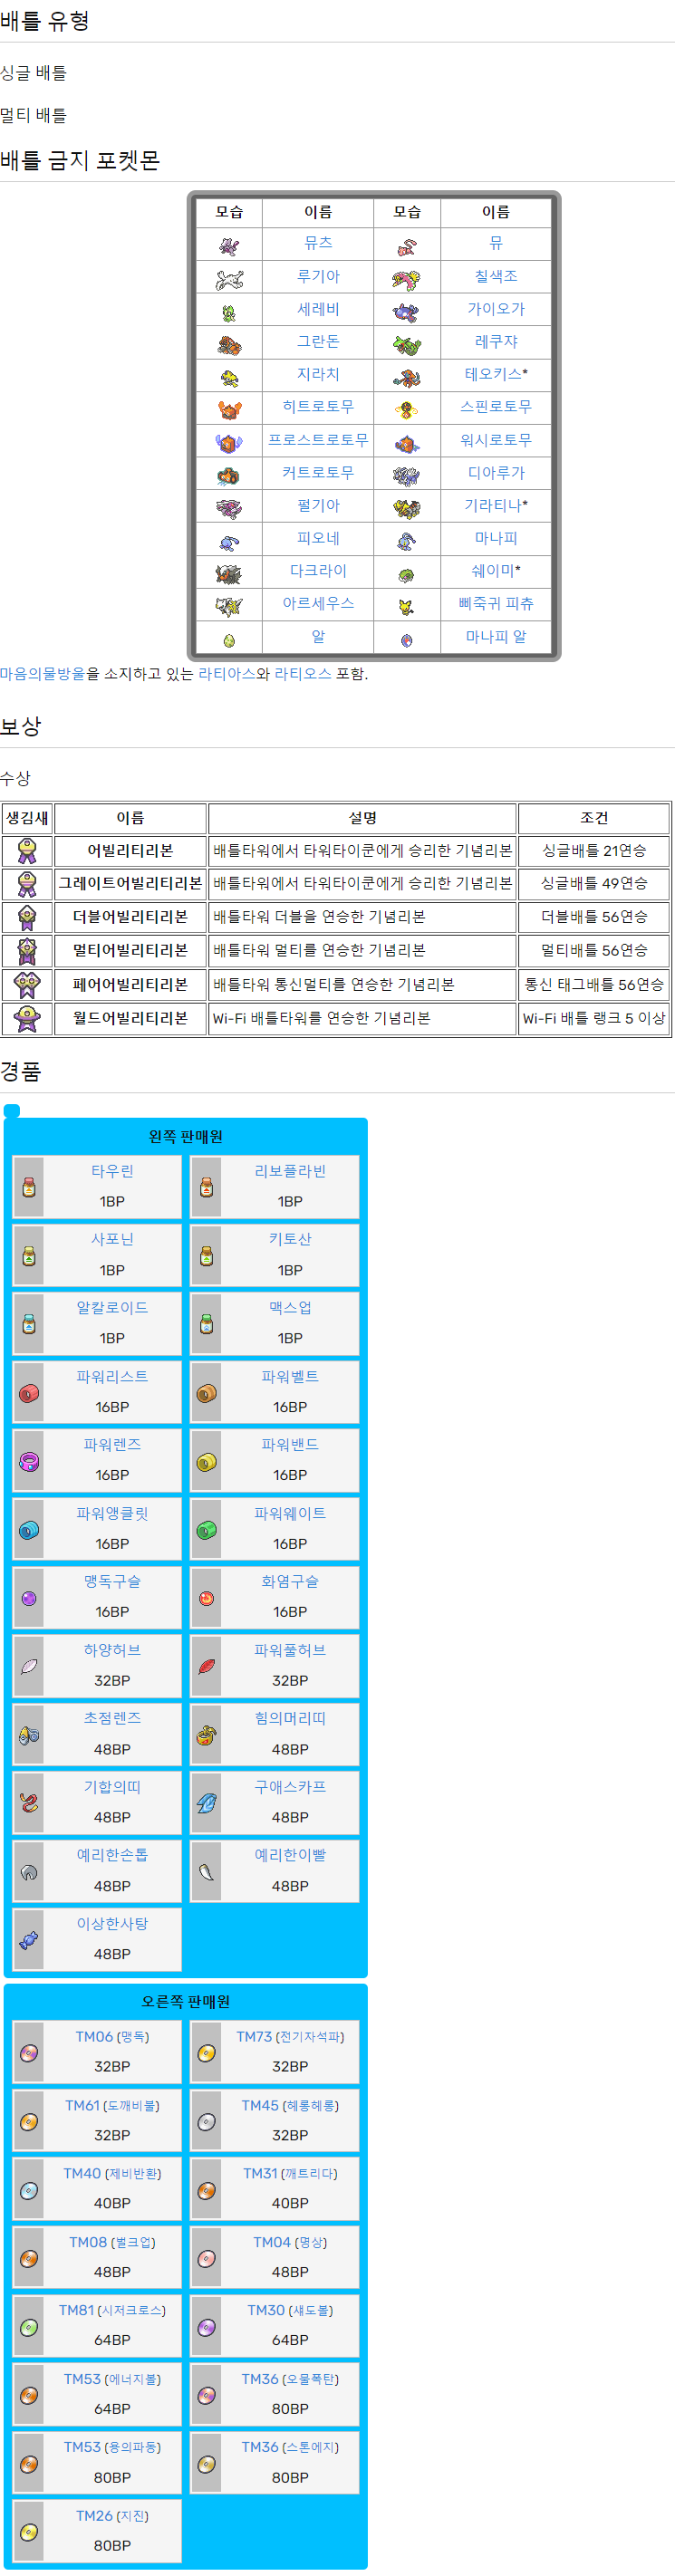 배틀 유형
싱글 배틀
멀티 배틀
배틀 금지 포켓몬
모습 이름 모습 이름
뮤츠 뮤
루기아 칠색조
세레비 가이오가
그란돈 레쿠쟈
지라치 테오키스*
히트로토무 스핀로토무
프로스트로토무 워시로토무
커트로토무 디아루가
펄기아 기라티나*
피오네 마나피
다크라이 쉐이미*
아르세우스 삐죽귀 피츄
알 마나피 알
마음의물방울을 소지하고 있는 라티아스와 라티오스 포함.
보상
수상
생김새 이름 설명 조건
어빌리티리본 배틀타워에서 타워타이쿤에게 승리한 기념리본 싱글배틀 21연승
그레이트어빌리티리본 배틀타워에서 타워타이쿤에게 승리한 기념리본 싱글배틀 49연승
더블어빌리티리본 배틀타워 더블을 연승한 기념리본 더블배틀 56연승
멀티어빌리티리본 배틀타워 멀티를 연승한 기념리본 멀티배틀 56연승
페어어빌리티리본 배틀타워 통신멀티를 연승한 기념리본 통신 태그배틀 56연승
월드어빌리티리본 Wi-Fi 배틀타워를 연승한 기념리본 Wi-Fi 배틀 랭크 5 이상
경품
왼쪽 판매원
타우린 리보플라빈
1BP 1BP
사포닌 키토산
1BP 1BP
알칼로이드 맥스업
1BP 1BP
파워리스트 파워벨트
16BP 16BP
파워렌즈 파워밴드
16BP 16BP
파워앵클릿 파워웨이트
16BP 16BP
맹독구슬 화염구슬
16BP 16BP
하양허브 파워풀허브
32BP 32BP
초점렌즈 힘의머리띠
48BP 48BP
기합의띠 구애스카프
48BP 48BP
예리한손톱 예리한이빨
48BP 48BP
이상한사탕
48BP
오른쪽 판매원
TM06 (맹독) TM73 (전기자석파)
32BP 32BP
TM61 (도깨비불) TM45 (헤롱헤롱)
32BP 32BP
TM40 (제비반환) TM31 (깨트리다)
40BP 40BP
TM08 (벌크업) TM04 (명상)
48BP 48BP
TM81 (시저크로스) TM30 (섀도볼)
64BP 64BP
TM53 (에너지볼) TM36 (오물폭탄)
64BP 80BP
TM53 (용의파동) TM36 (스톤에지)
80BP 80BP
TM26 (지진)
80BP